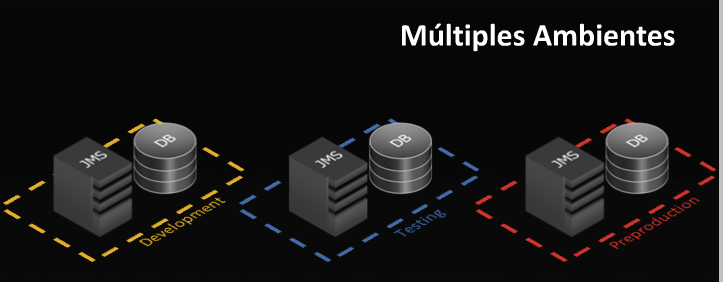 Múltiples Ambientes
JMS
DB
Development
JMS
DB
Testing
JMS
DB
Preproduction